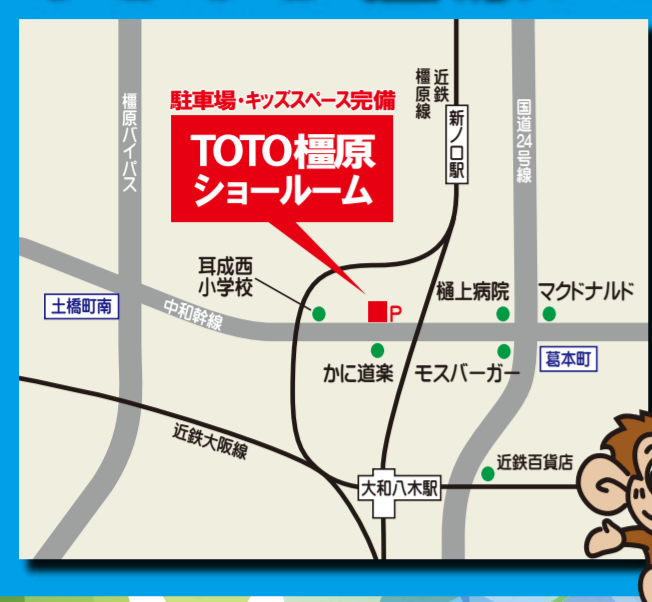 近鉄
橿原線
新ノ口駅
橿原バイパス
国道24号線
駐車場・キッズスペース完備
TOTO橿原
ショールーム
耳成西
小学校
樋上病院
マクドナルド
土橋町南
中和幹線
P
かに道楽
モスバーガー
葛本町
近鉄大阪線
近鉄百貨店
大和八木駅